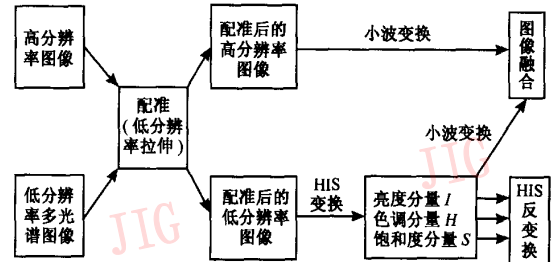 高分辨
率图像
配准后的
高分辨率
图像
小波变换
图
像
融
合
配准
(低分辨
率拉伸)
小波变换
低分辨
率多光
谱图像
配准后的
低分辨率
图像
HIS
变换
亮度分量 I
色调分量 H
饱和度分量 S
HIS
反
变
换
JIG
JIG